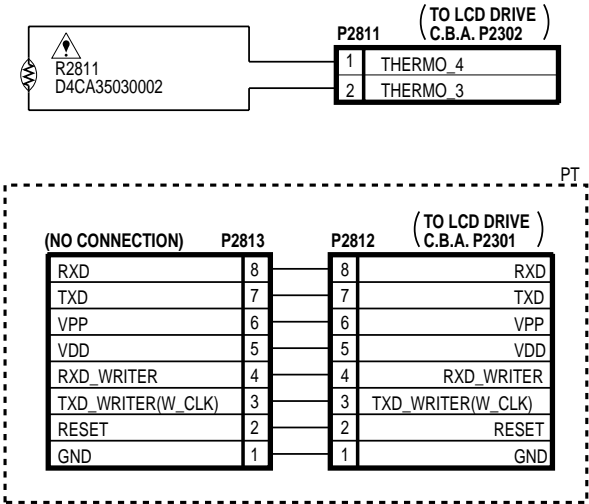 (TO LCD DRIVE
P2811 C.B.A. P2302)
R2811
D4CA35030002
1 THERMO_4
2 THERMO_3
PT
(TO LCD DRIVE
(NO CONNECTION) P2813 P2812 C.B.A. P2301)
RXD 8 8 RXD
TXD 7 7 TXD
VPP 6 6 VPP
VDD 5 5 VDD
RXD_WRITER 4 4 RXD_WRITER
TXD_WRITER(W_CLK) 3 3 TXD_WRITER(W_CLK)
RESET 2 2 RESET
GND 1 1 GND